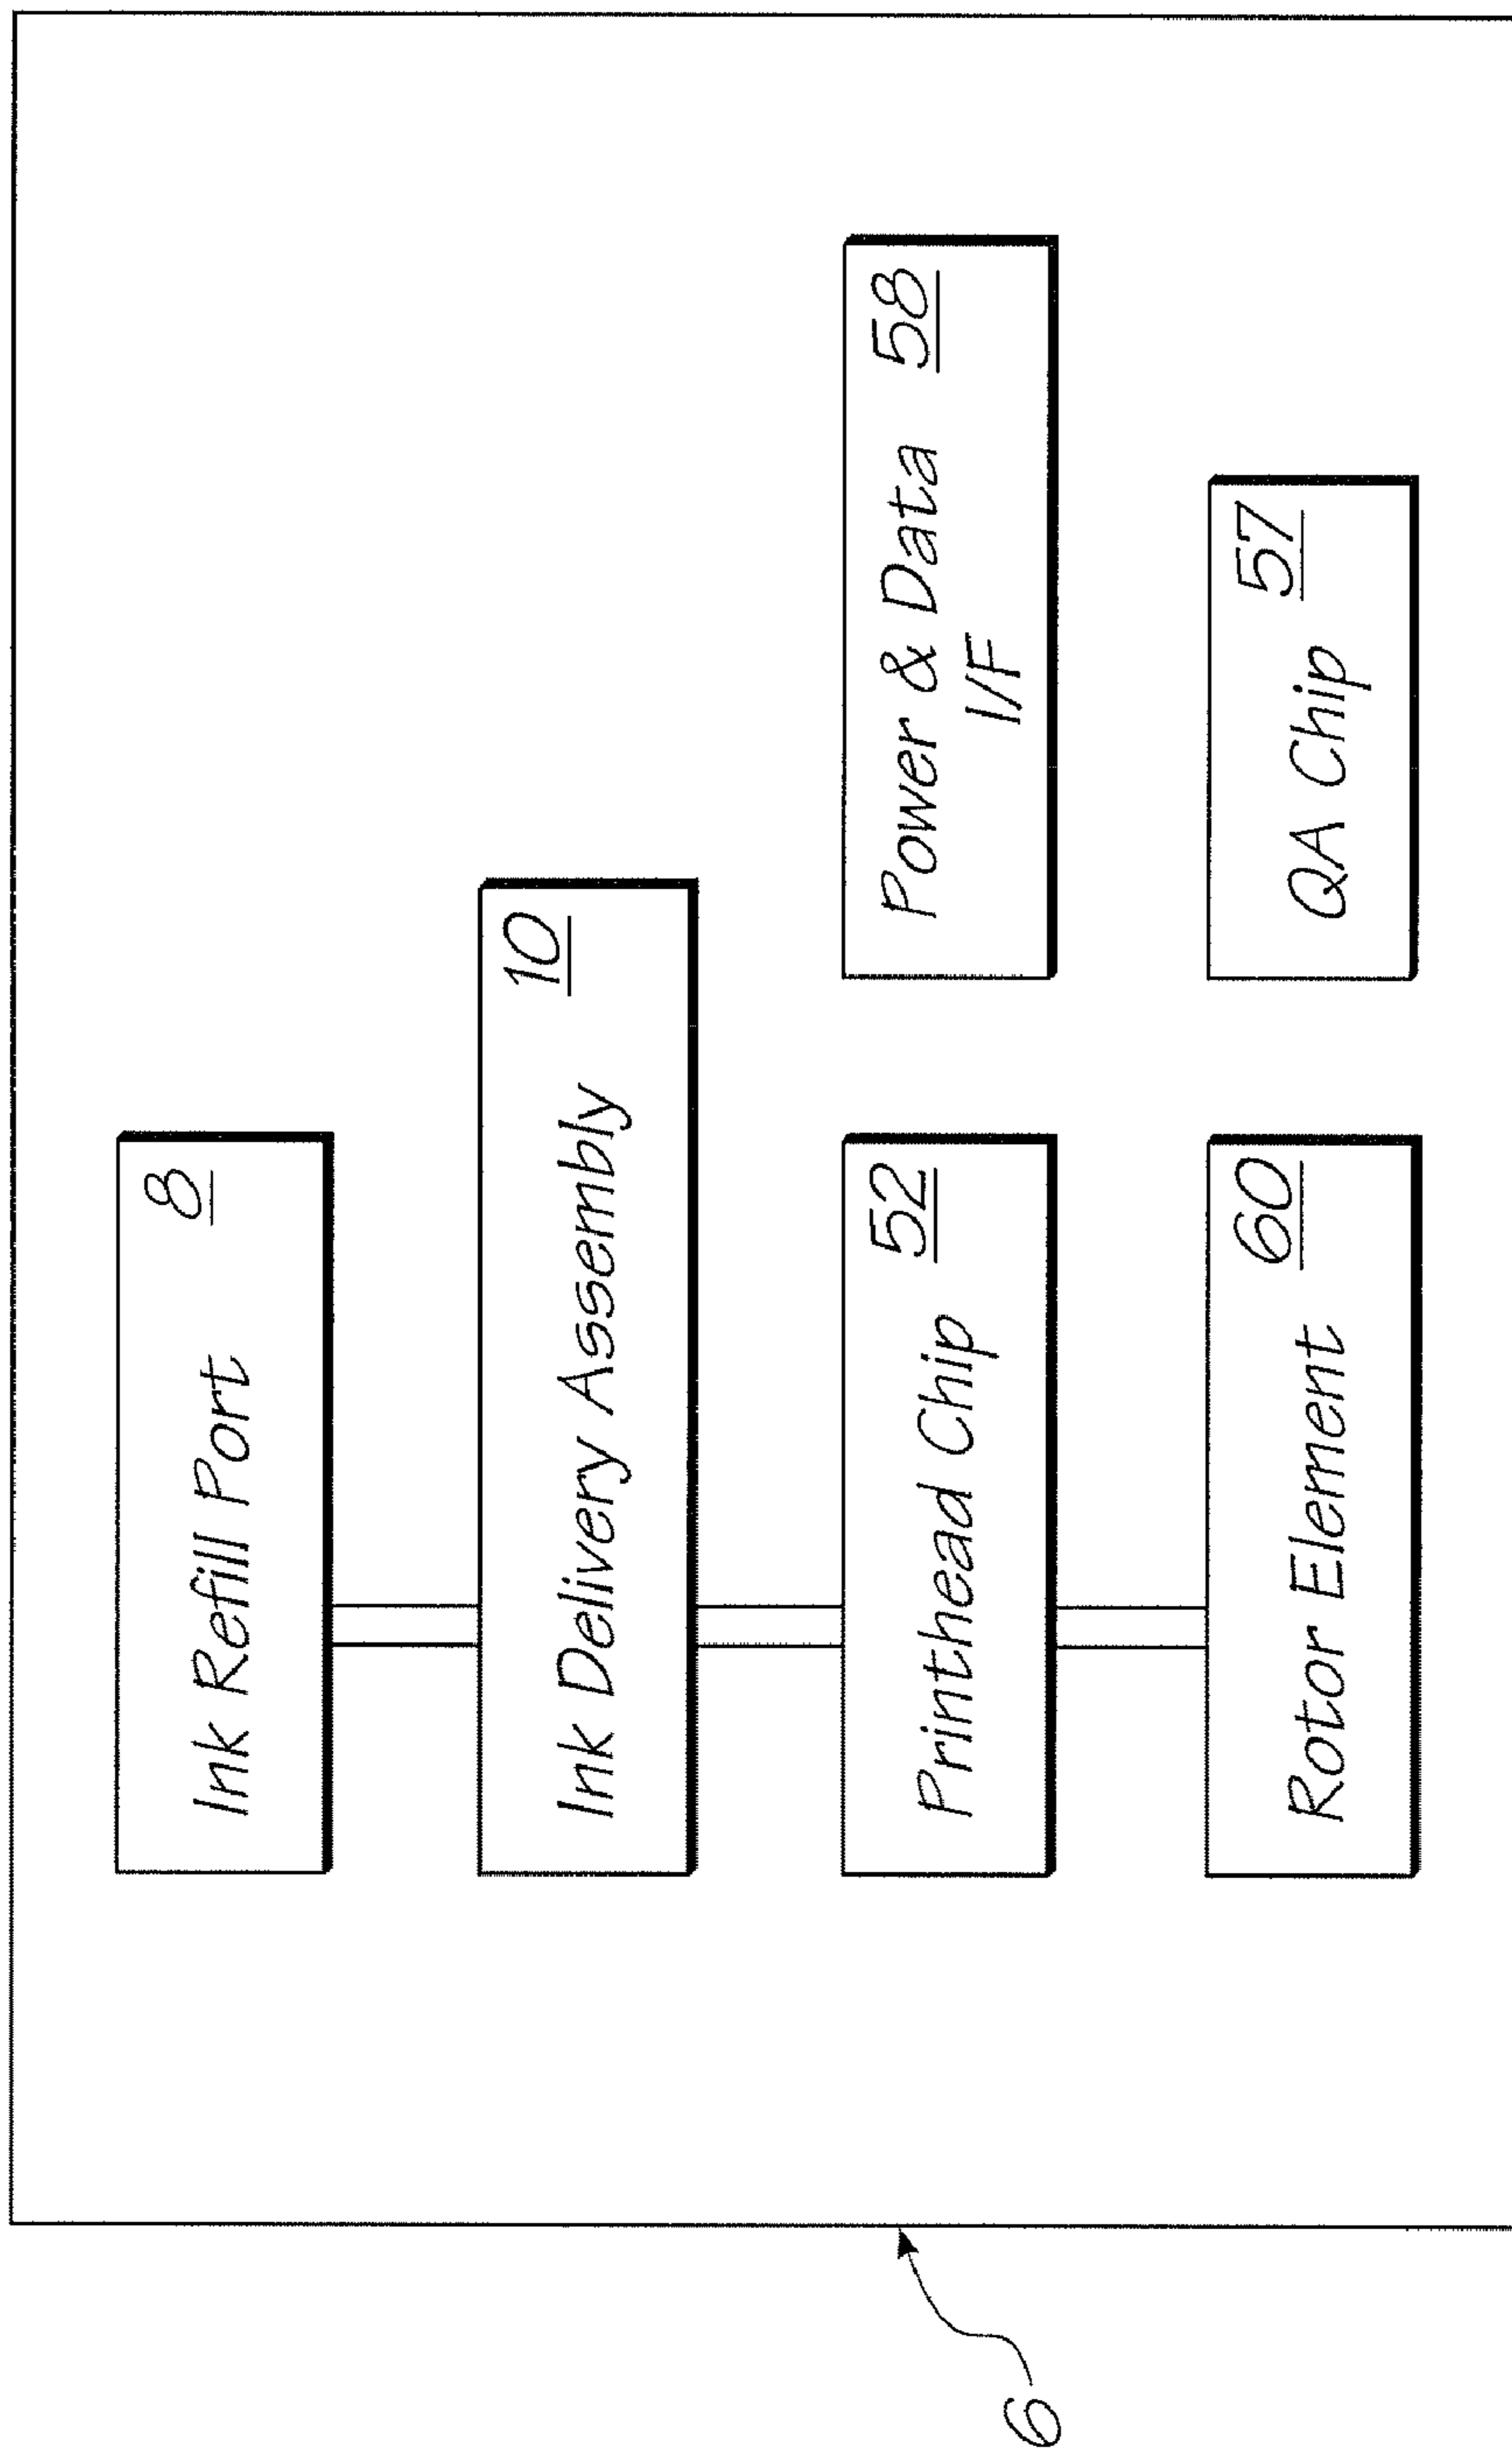 Ink Refill Port 8
Ink Delivery Assembly 10
Printhead Chip 52
Power & Data 58
I/F
Rotor Element 60
QA Chip 57
6